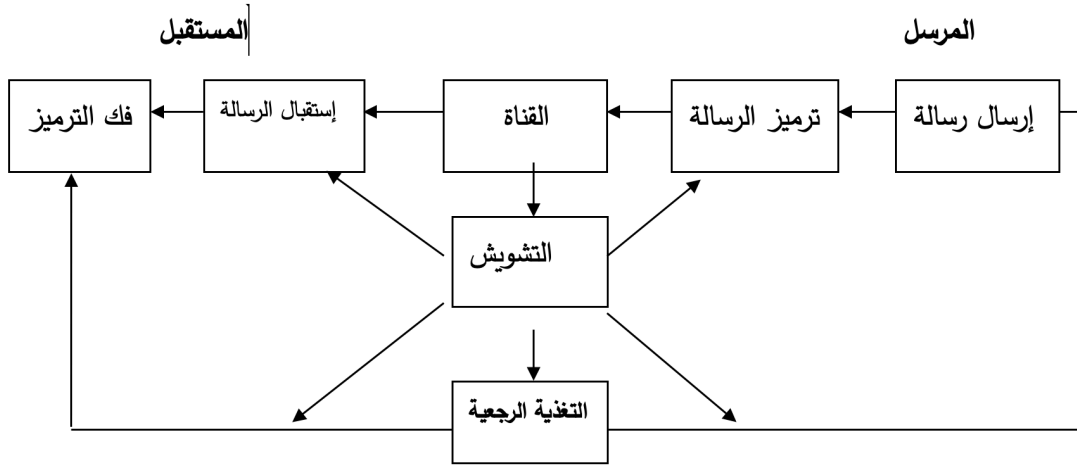 المرسل
المستقبل
إرسال رسالة
ترميز الرسالة
القناة
إستقبال الرسالة
فك الترميز
التشويش
التغذية الرجعية